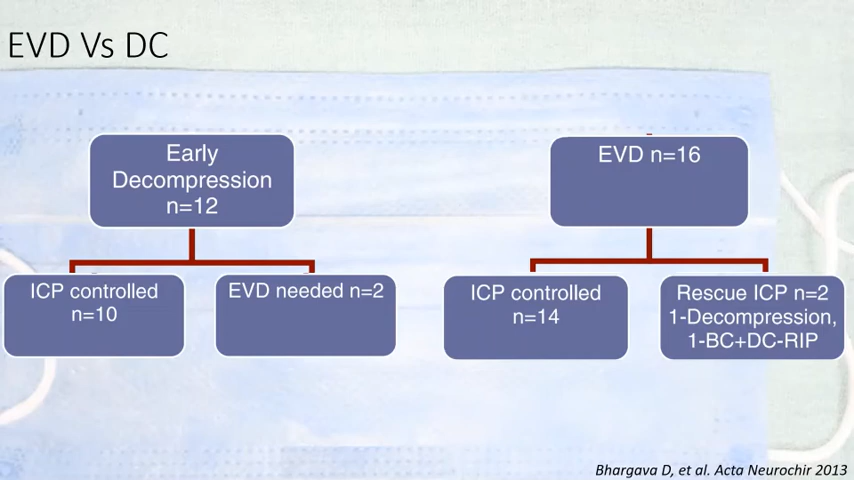 EVD Vs DC
Early
Decompression
n=12
EVD n=16
ICP controlled
n=10
EVD needed n=2
ICP controlled
n=14
Rescue ICP n=2
1-Decompression,
1-BC+DC-RIP
Bhargava D, et al. Acta Neurochir 2013